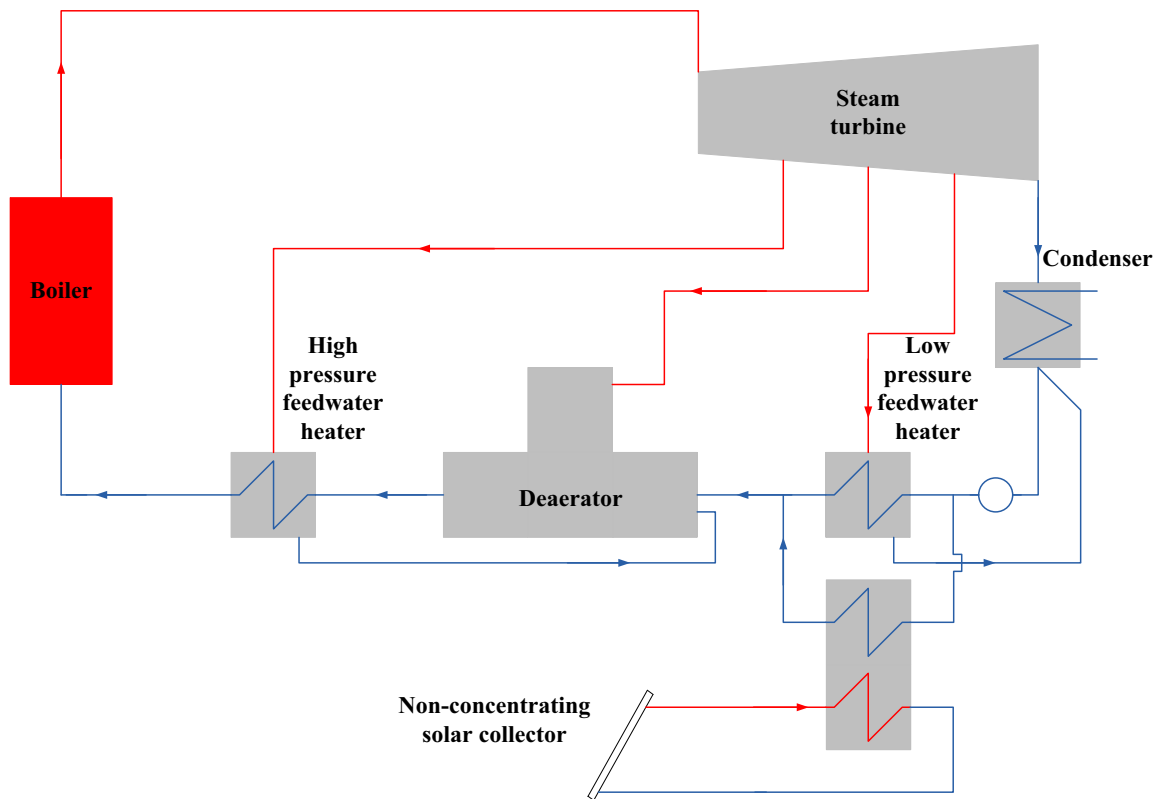 Steam
turbine
Condenser
Boiler
High
pressure
feedwater
heater
Low
pressure
feedwater
heater
Deaerator
Non-concentrating
solar collector